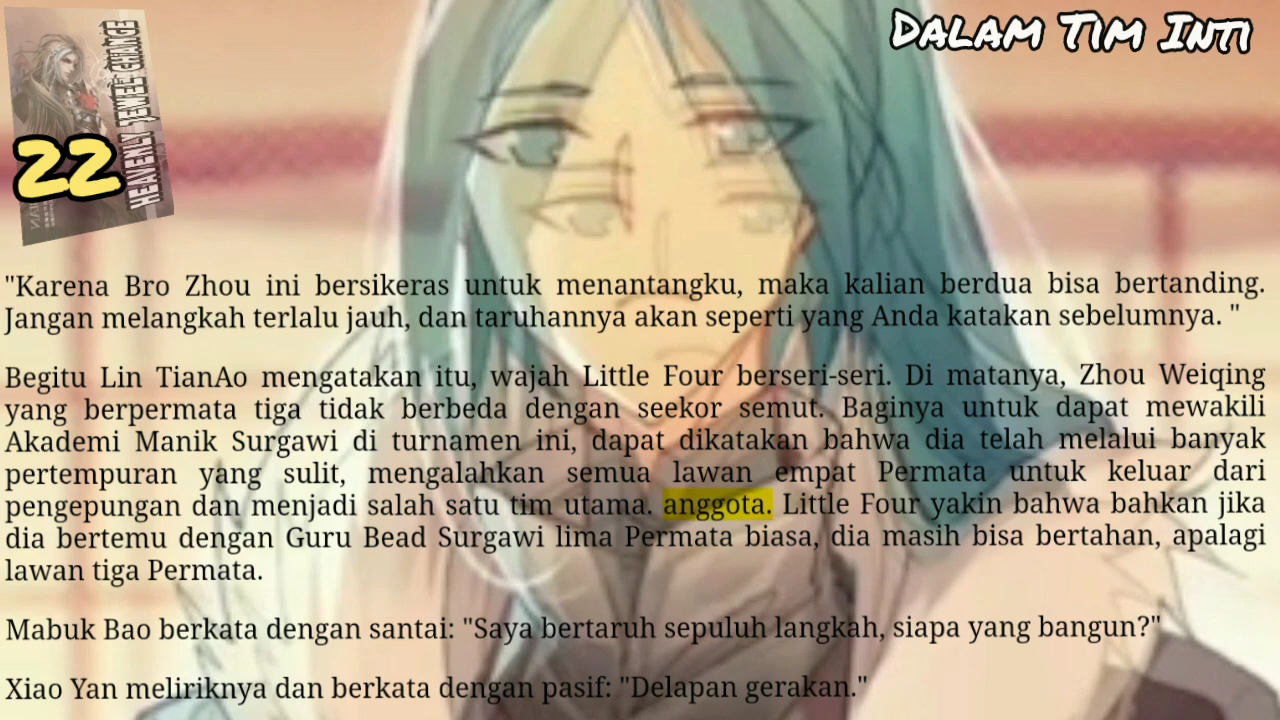 DALAM TIM INTI
HEAVENLY JEWEL CHANGE
22
"Karena Bro Zhou ini bersikeras untuk menantangku, maka kalian berdua bisa bertanding.
Jangan melangkah terlalu jauh, dan taruhannya akan seperti yang Anda katakan sebelumnya. "
Begitu Lin TianAo mengatakan itu, wajah Little Four berseri-seri. Di matanya, Zhou Weiqing
yang berpermata tiga tidak berbeda dengan seekor semut. Baginya untuk dapat mewakili
Akademi Manik Surgawi di turnamen ini, dapat dikatakan bahwa dia telah melalui banyak
pertempuran yang sulit, mengalahkan semua lawan empat Permata untuk keluar dari
pengepungan dan menjadi salah satu tim utama. anggota. Little Four yakin bahwa bahkan jika
dia bertemu dengan Guru Bead Surgawi lima Permata biasa, dia masih bisa bertahan, apalagi
lawan tiga Permata.
Mabuk Bao berkata dengan santai: "Saya bertaruh sepuluh langkah, siapa yang bangun?"
Xiao Yan meliriknya dan berkata dengan pasif: "Delapan gerakan."